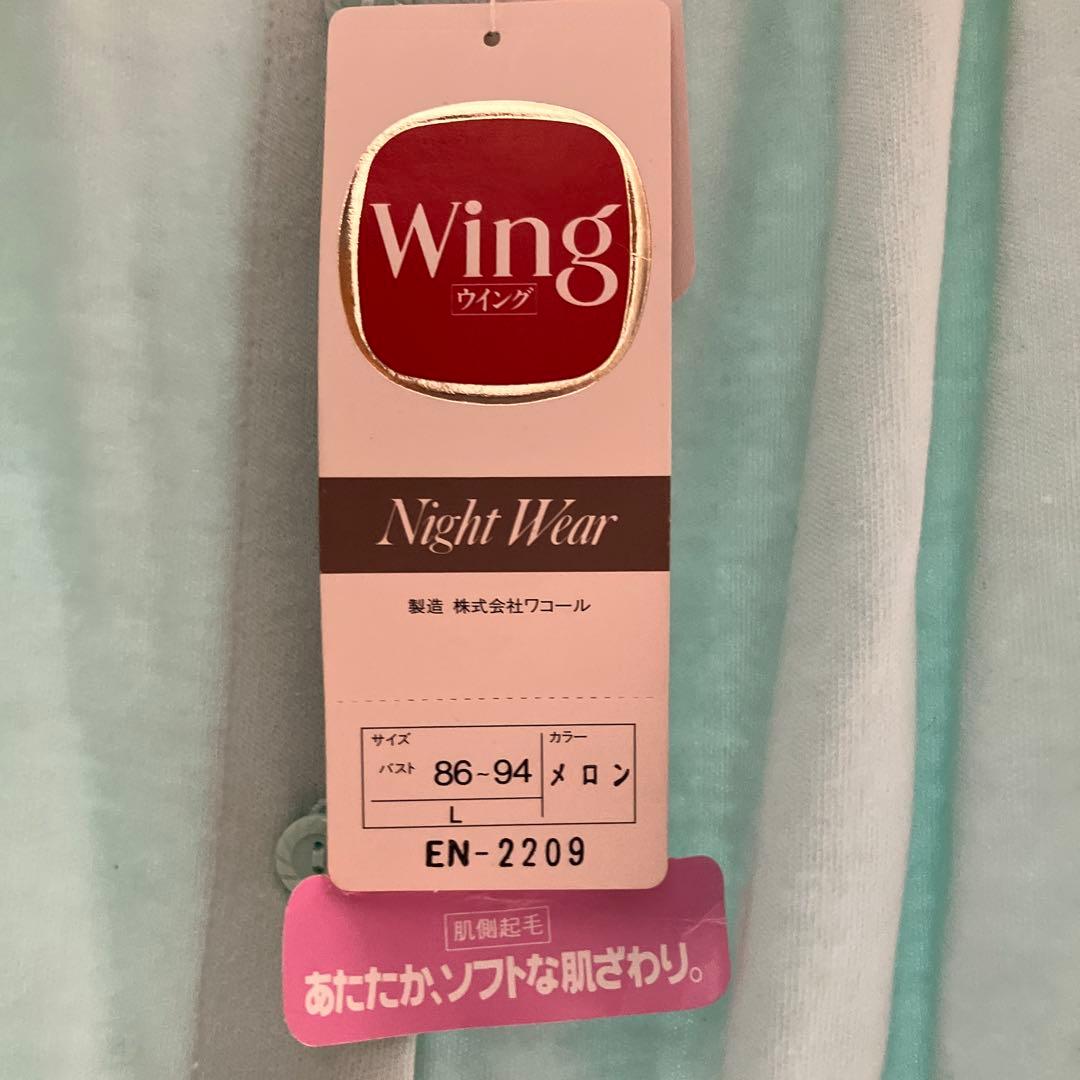 Wing
ウイング
Night Wear
製造 株式会社ワコール
サイズ
バスト 86~94
L
カラー
メロン
EN-2209
肌側起毛
あたたか、ソフトな肌ざわり。